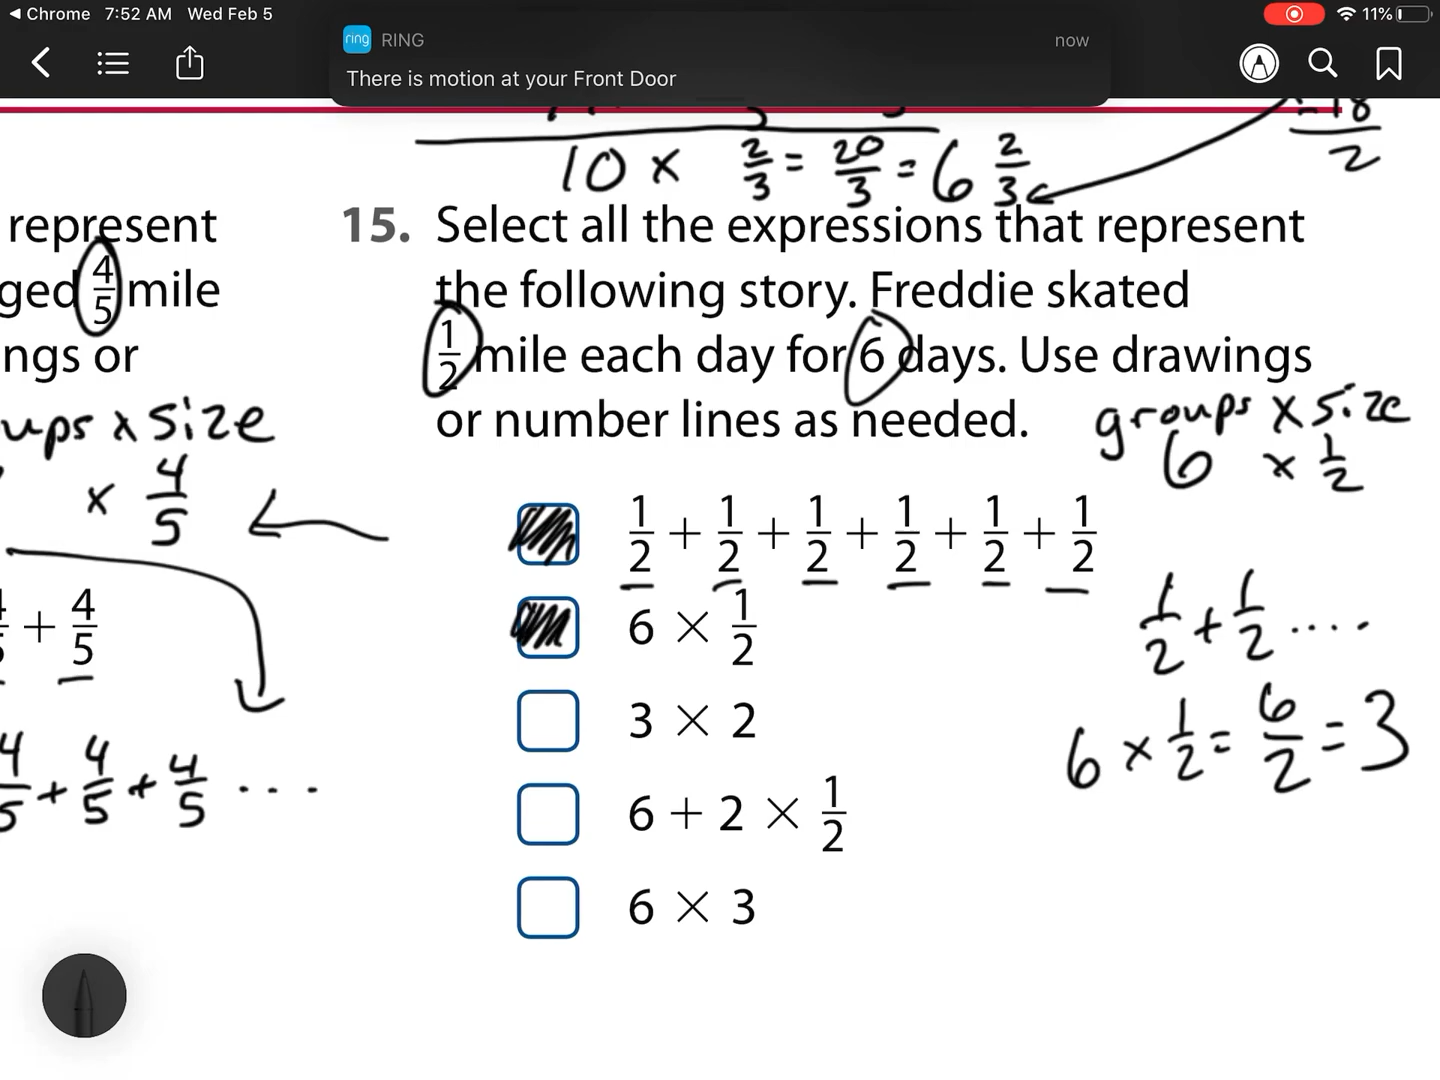 Chrome 7:52 AM Wed Feb 5
11%
ring RING now
There is motion at your Front Door
-18
2
10 × 2/3 = 20/3 = 6 2/3
represent
ged 4/5 mile
ngs or
ups × size
× 4/5
+ 4/5
4/5 + 4/5 + 4/5 ...
15. Select all the expressions that represent
the following story. Freddie skated
1/2 mile each day for 6 days. Use drawings
or number lines as needed.
groups × size
6 × 1/2
1/2 + 1/2 + 1/2 + 1/2 + 1/2 + 1/2
6 × 1/2
3 × 2
6 + 2 × 1/2
6 × 3
1/2 + 1/2 ....
6 × 1/2 = 6/2 = 3